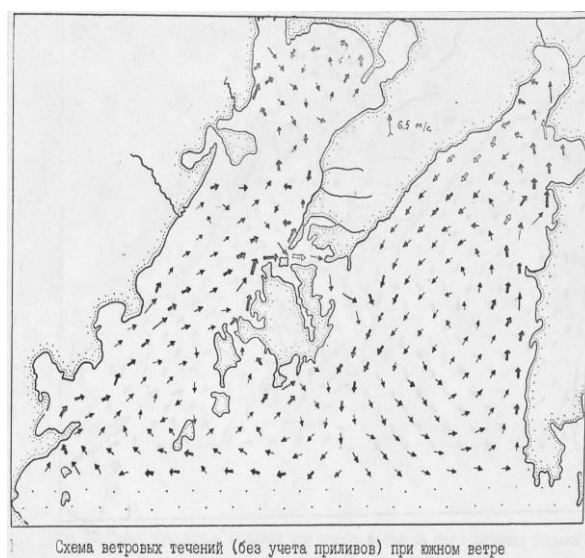 6.5 м/с
Схема ветровых течений (без учета приливов) при южном ветре